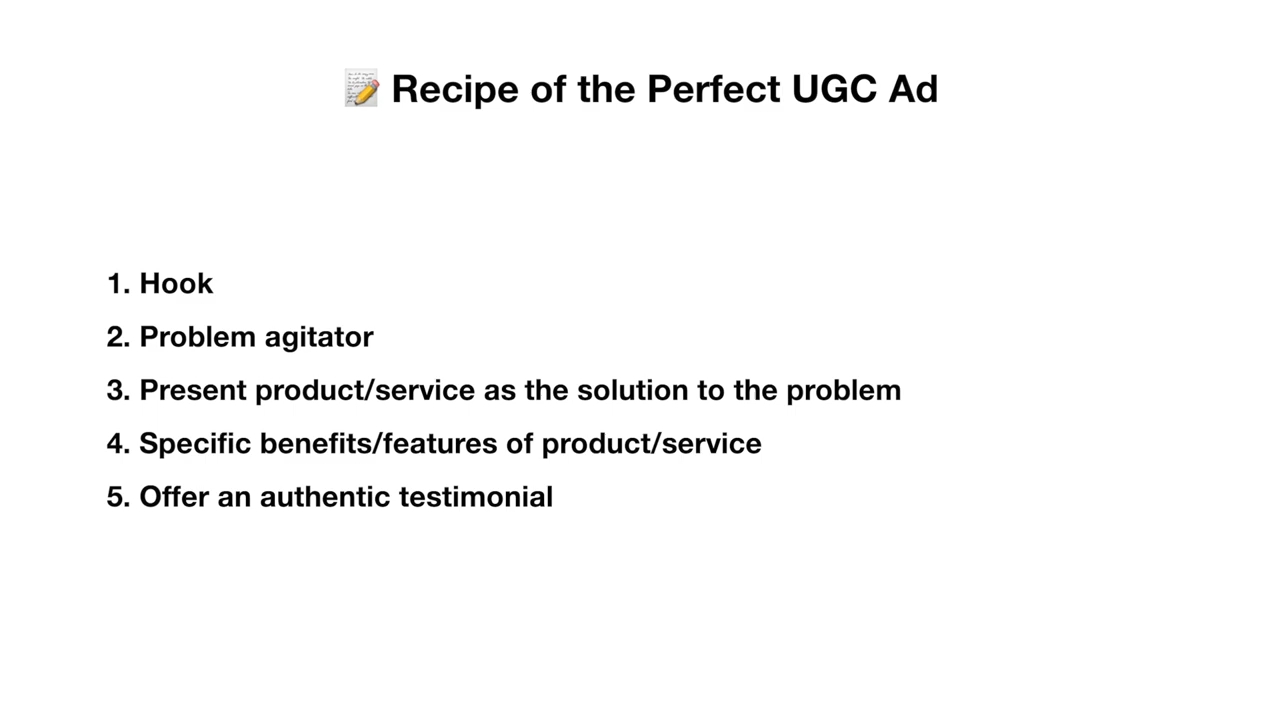 📝 Recipe of the Perfect UGC Ad
1. Hook
2. Problem agitator
3. Present product/service as the solution to the problem
4. Specific benefits/features of product/service
5. Offer an authentic testimonial